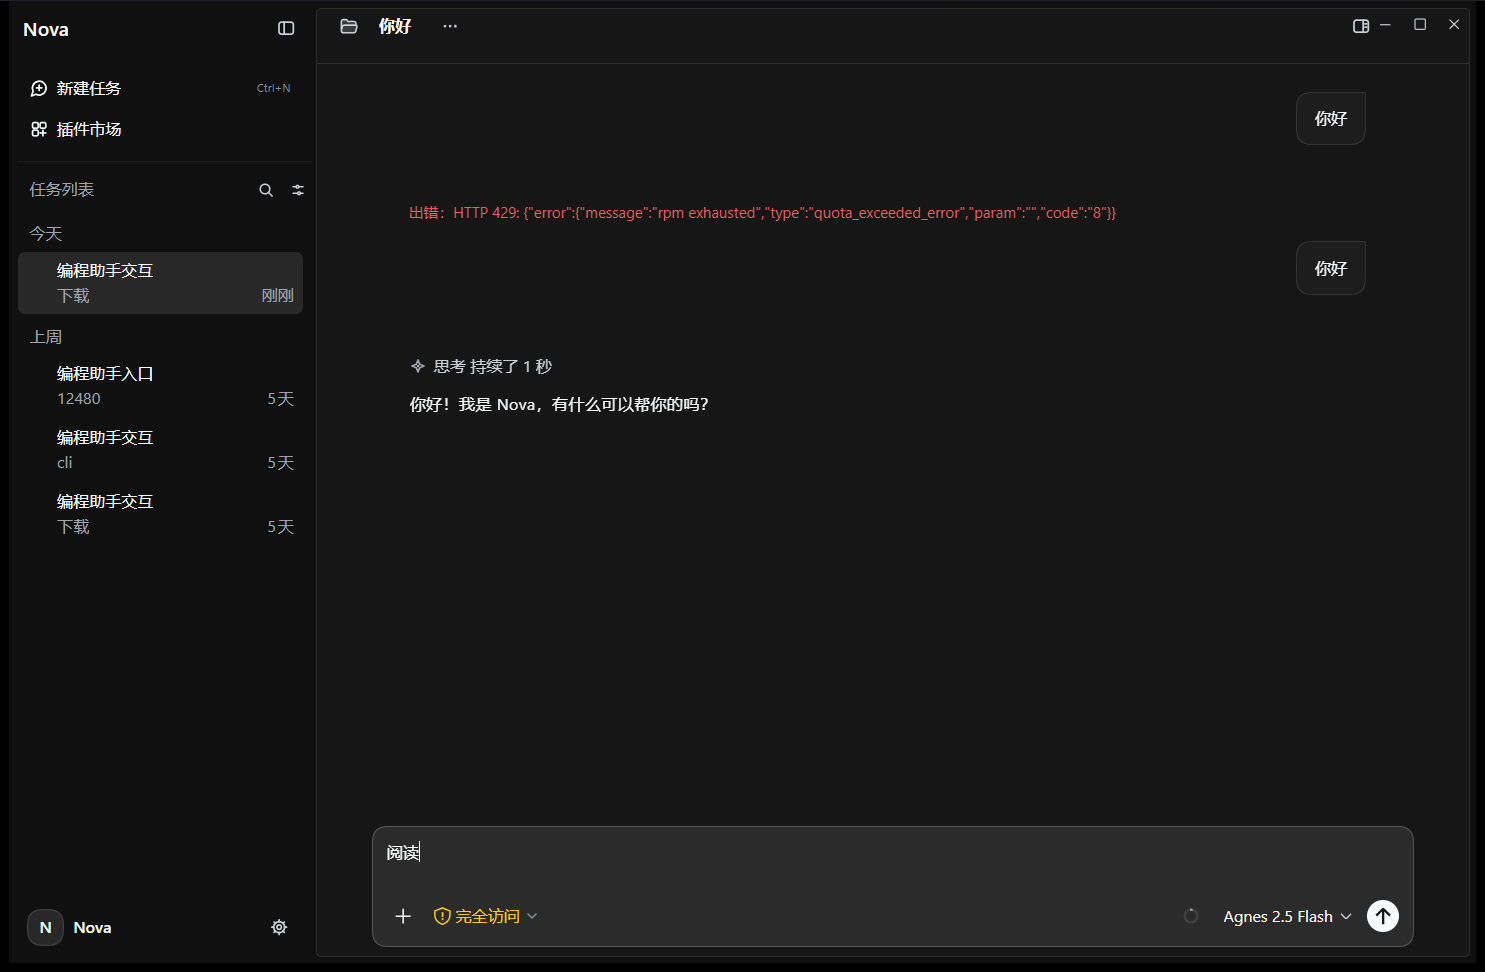 Nova
新建任务 Ctrl+N
插件市场
任务列表
今天
编程助手交互
下载 刚刚
上周
编程助手入口
12480 5天
编程助手交互
cli 5天
编程助手交互
下载 5天
N Nova
你好
你好
出错：HTTP 429: {"error":{"message":"rpm exhausted","type":"quota_exceeded_error","param":"","code":"8"}}
你好
思考 持续了 1 秒
你好！我是 Nova，有什么可以帮你的吗？
阅读
完全访问 Agnes 2.5 Flash